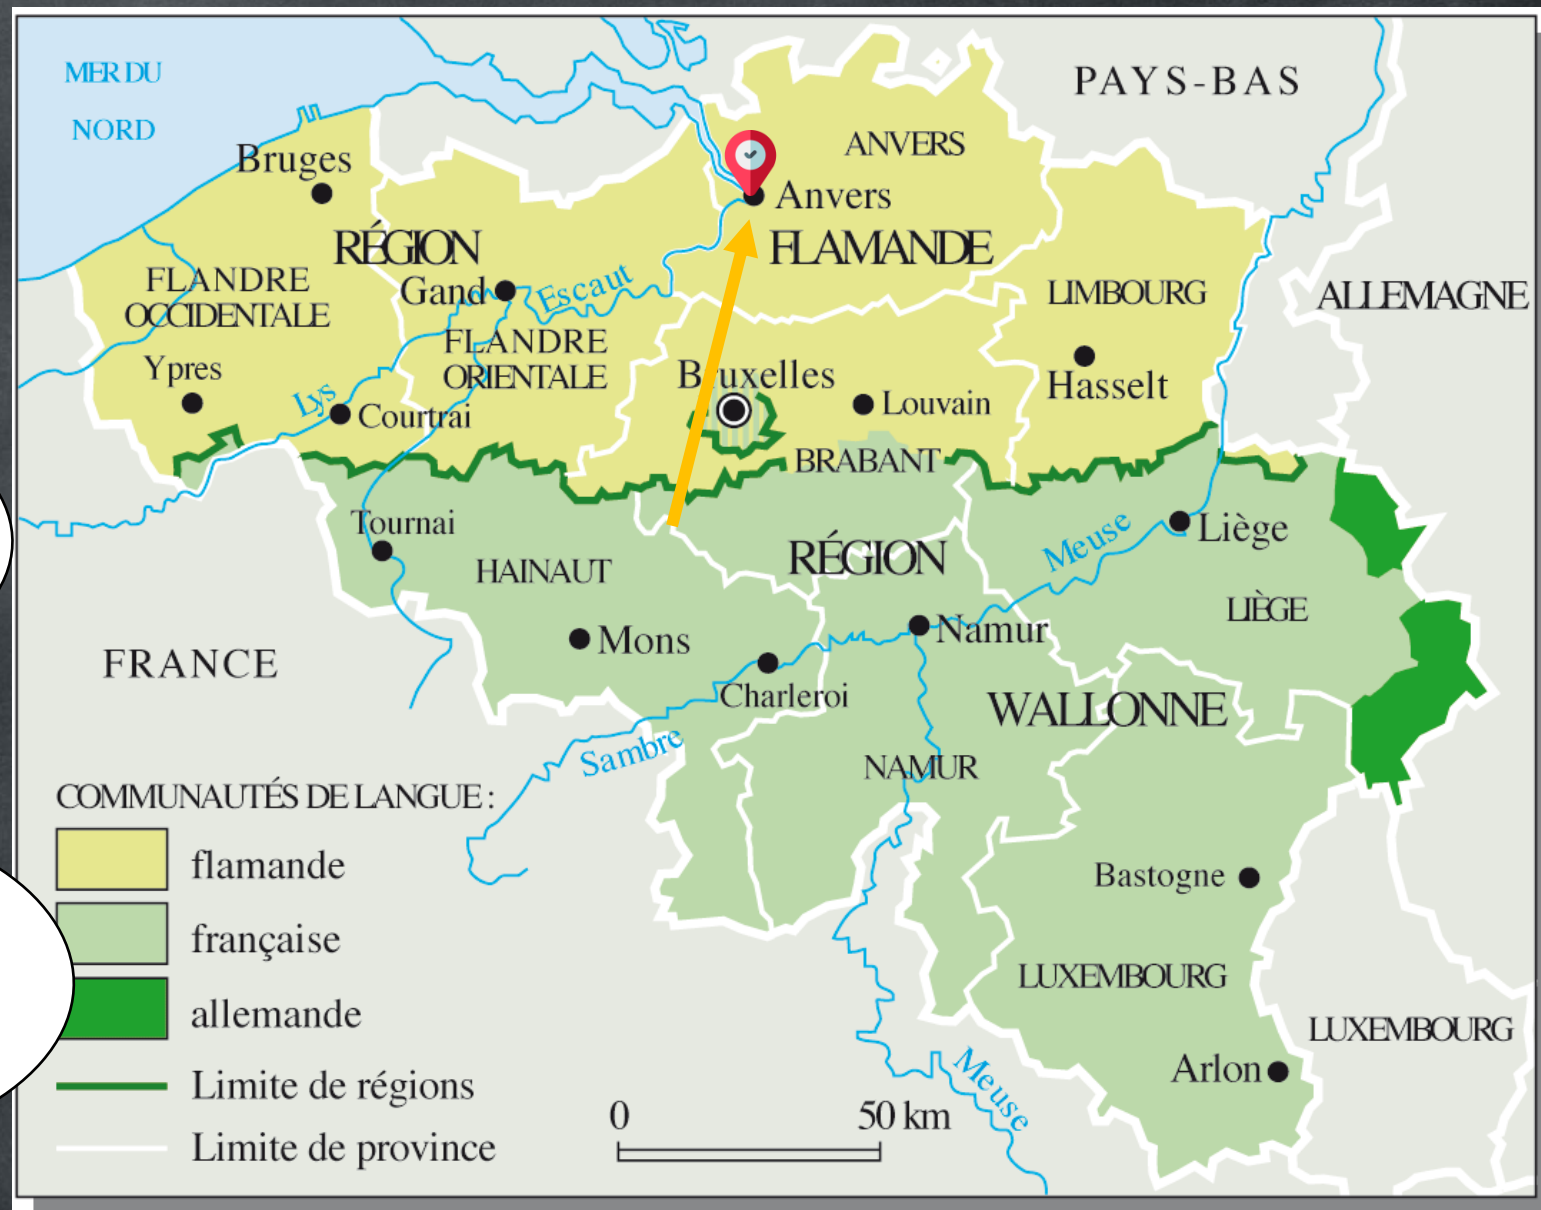 MER DU
NORD
PAYS-BAS
ANVERS
Bruges
Anvers
RÉGION
FLAMANDE
FLANDRE
OCCIDENTALE
Gand
Escaut
LIMBOURG
ALLEMAGNE
FLANDRE
ORIENTALE
Ypres
Bruxelles
Hasselt
Lys
Courtrai
Louvain
BRABANT
Tournai
Meuse
Liège
HAINAUT
RÉGION
LIÈGE
Mons
Namur
FRANCE
Charleroi
WALLONNE
Sambre
NAMUR
COMMUNAUTÉS DE LANGUE :
flamande
française
allemande
Limite de régions
Limite de province
Bastogne
LUXEMBOURG
LUXEMBOURG
Arlon
Meuse
0 50 km